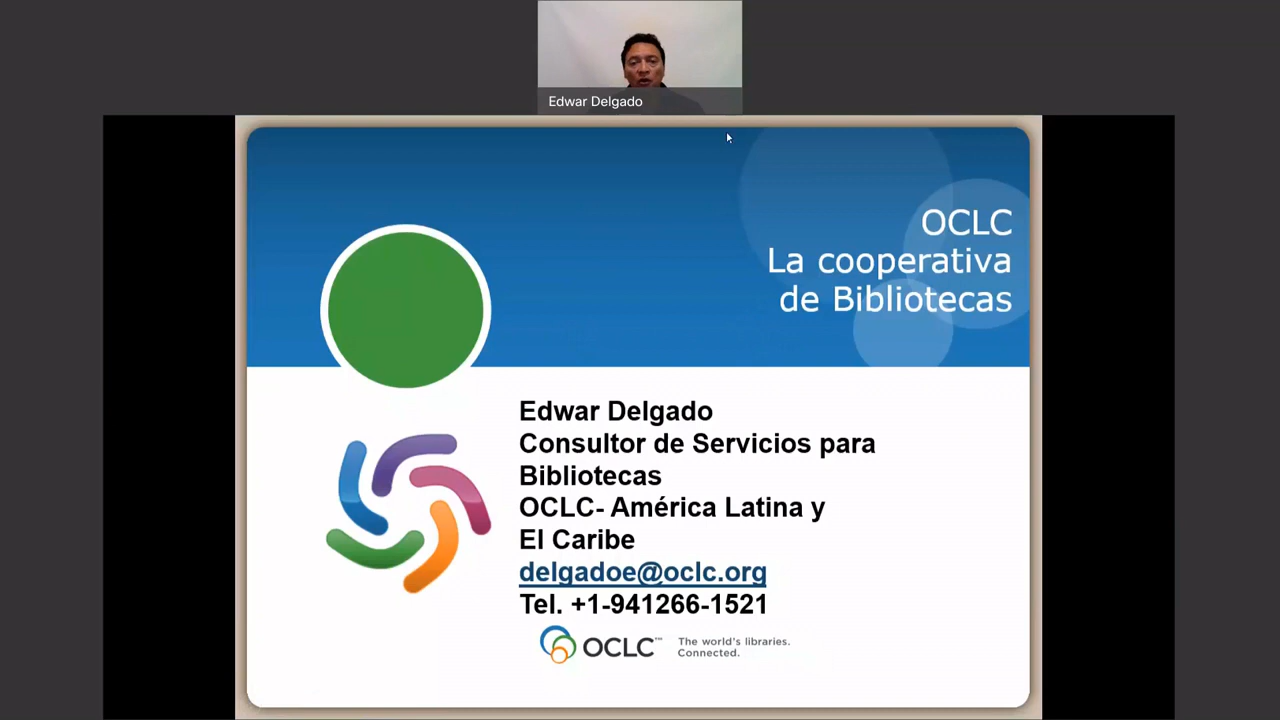 Edwar Delgado
OCLC
La cooperativa
de Bibliotecas
Edwar Delgado
Consultor de Servicios para
Bibliotecas
OCLC- América Latina y
El Caribe
delgadoe@oclc.org
Tel. +1-941266-1521
OCLC™ The world's libraries.
Connected.